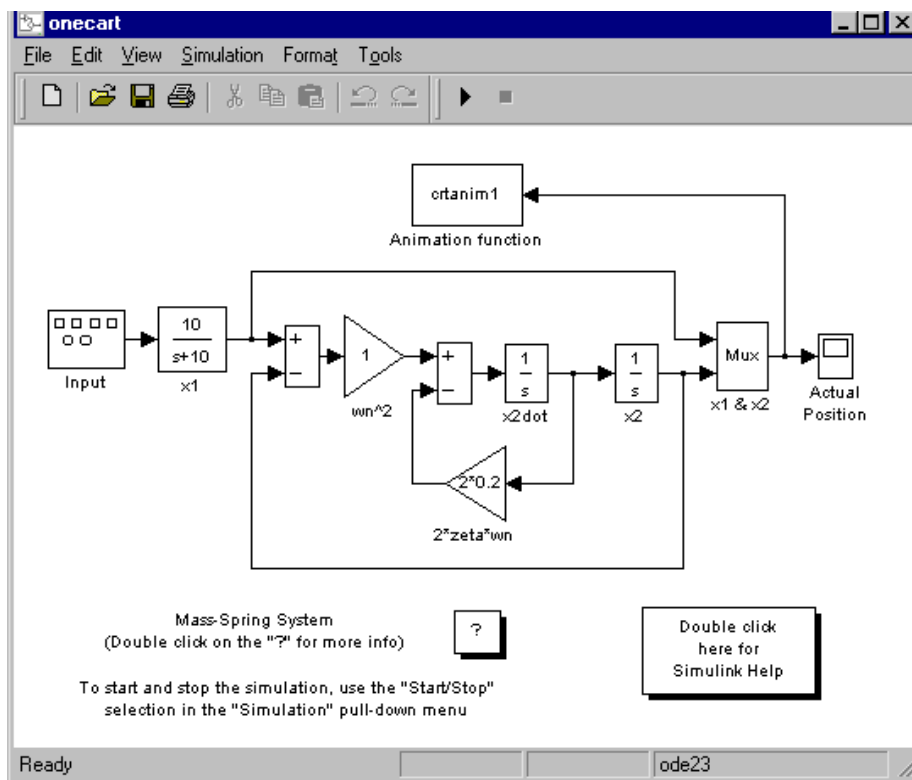 onecart
File Edit View Simulation Format Tools
crtanim1
Animation function
Input
10
s+10
x1
+
−
1
wn^2
+
−
1
s
x2dot
1
s
x2
Mux
x1 & x2
Actual
Position
2*0.2
2*zeta*wn
Mass-Spring System
(Double click on the "?" for more info)
?
Double click
here for
Simulink Help
To start and stop the simulation, use the "Start/Stop"
selection in the "Simulation" pull-down menu
Ready
ode23